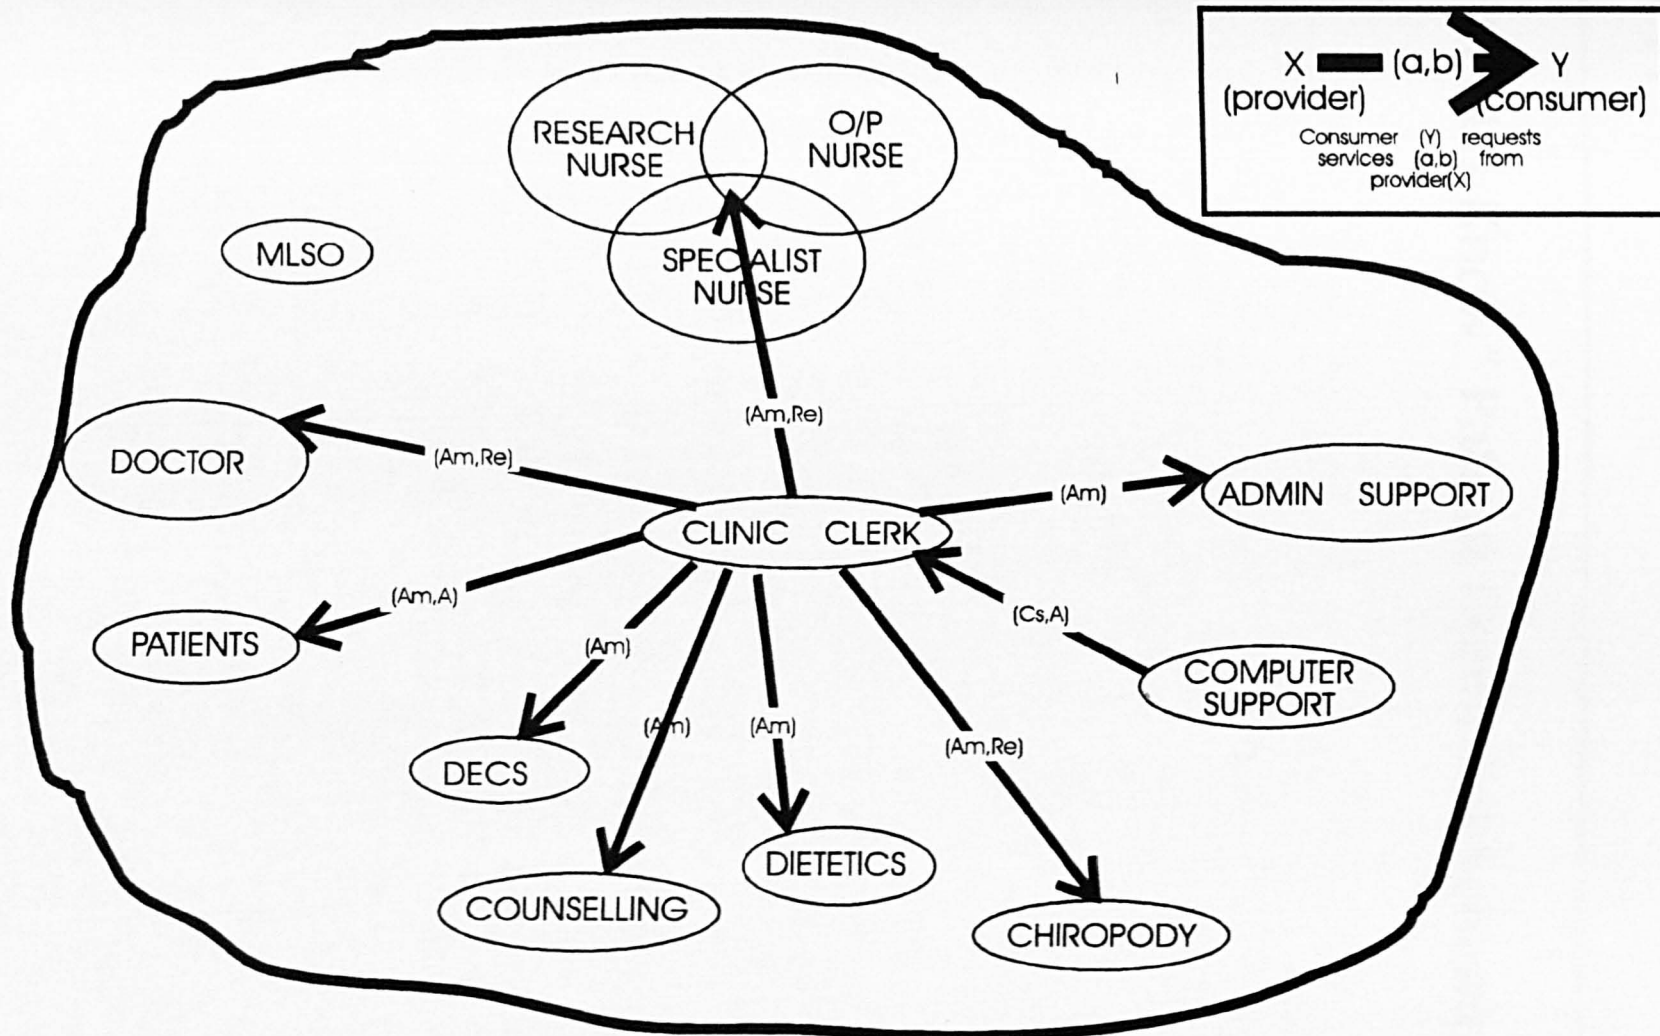 X (a,b) Y
(provider) (consumer)
Consumer (Y) requests
services (a,b) from
provider(X)
RESEARCH
NURSE
O/P
NURSE
MLSO
SPECIALIST
NURSE
(Am,Re)
DOCTOR
(Am,Re)
(Am)
ADMIN SUPPORT
CLINIC CLERK
(Am,A)
(Cs,A)
PATIENTS
(Am)
COMPUTER
SUPPORT
(Am)
(Am)
(Am,Re)
DECS
DIETETICS
COUNSELLING
CHIROPODY